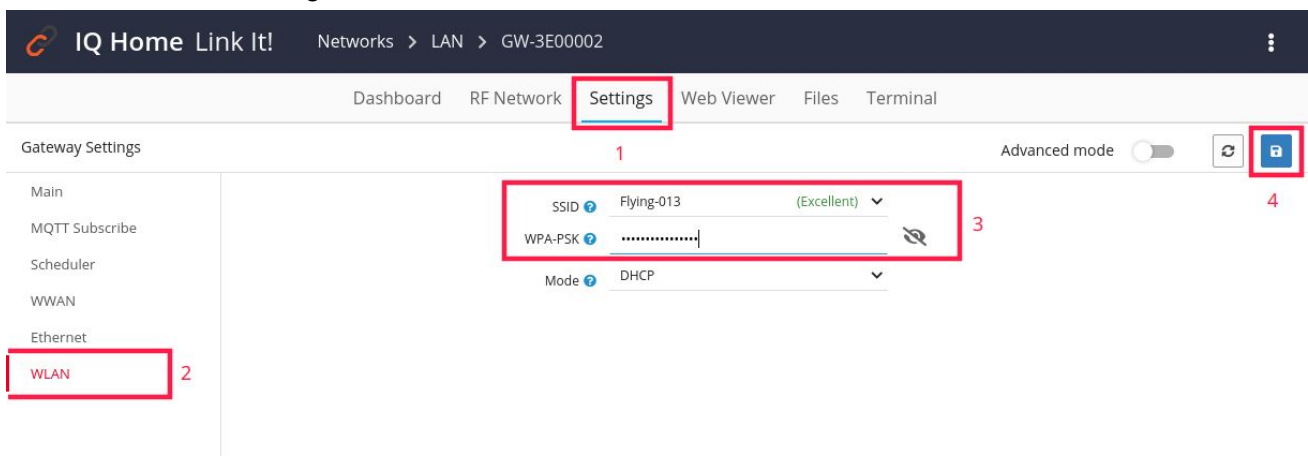 IQ Home Link It! Networks > LAN > GW-3E00002
Dashboard RF Network Settings Web Viewer Files Terminal
1
Gateway Settings Advanced mode
4
Main
MQTT Subscribe
Scheduler
WWAN
Ethernet
WLAN 2
SSID Flying-013 (Excellent)
WPA-PSK ••••••••••••••••
3
Mode DHCP